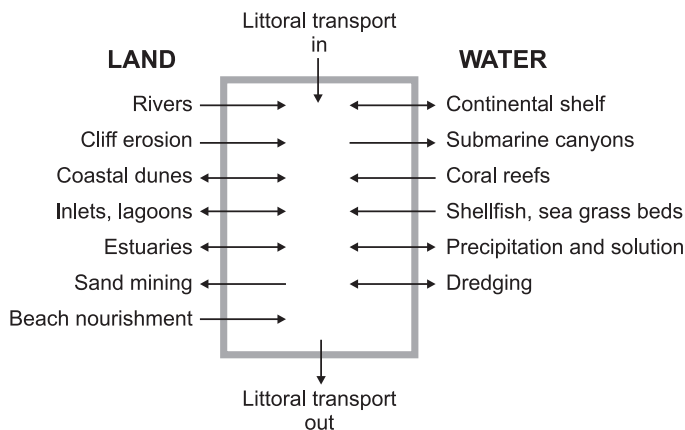 Littoral transport
in
LAND
WATER
Rivers
Continental shelf
Cliff erosion
Submarine canyons
Coastal dunes
Coral reefs
Inlets, lagoons
Shellfish, sea grass beds
Estuaries
Precipitation and solution
Sand mining
Dredging
Beach nourishment
Littoral transport
out